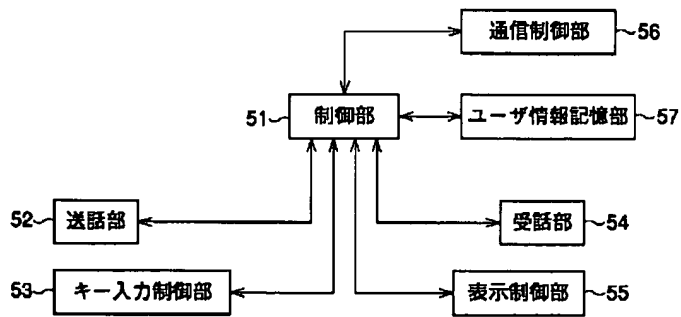 通信制御部 56
51 制御部
ユーザ情報記憶部 57
52 送話部
受話部 54
53 キー入力制御部
表示制御部 55